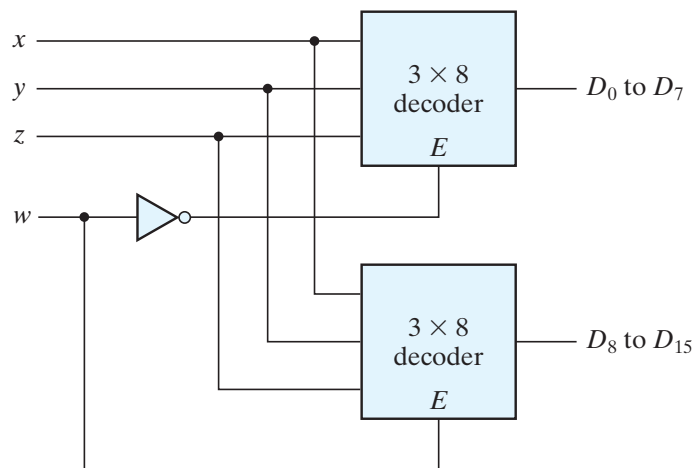 x
y
z
w
3 × 8
decoder
E
D₀ to D₇
3 × 8
decoder
E
D₈ to D₁₅